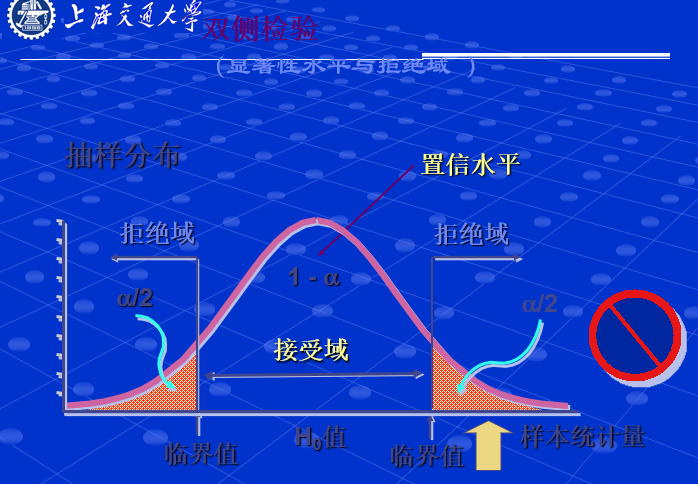 上海交通大学
双侧检验
(显著性水平与拒绝域 )
抽样分布
置信水平
拒绝域
拒绝域
1 - α
α/2
α/2
接受域
临界值
H₀值
临界值
样本统计量